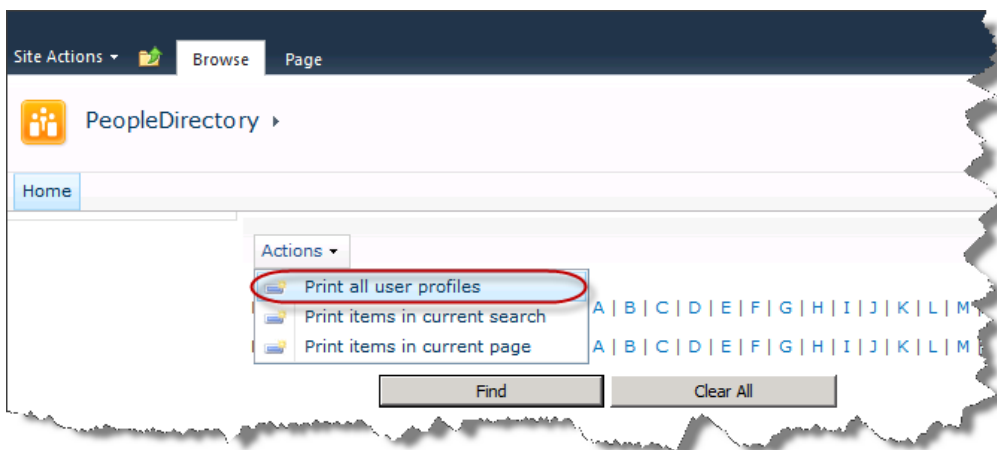 Site Actions Browse Page
PeopleDirectory
Home
Actions
Print all user profiles
Print items in current search A | B | C | D | E | F | G | H | I | J | K | L | M
Print items in current page A | B | C | D | E | F | G | H | I | J | K | L | M
Find Clear All